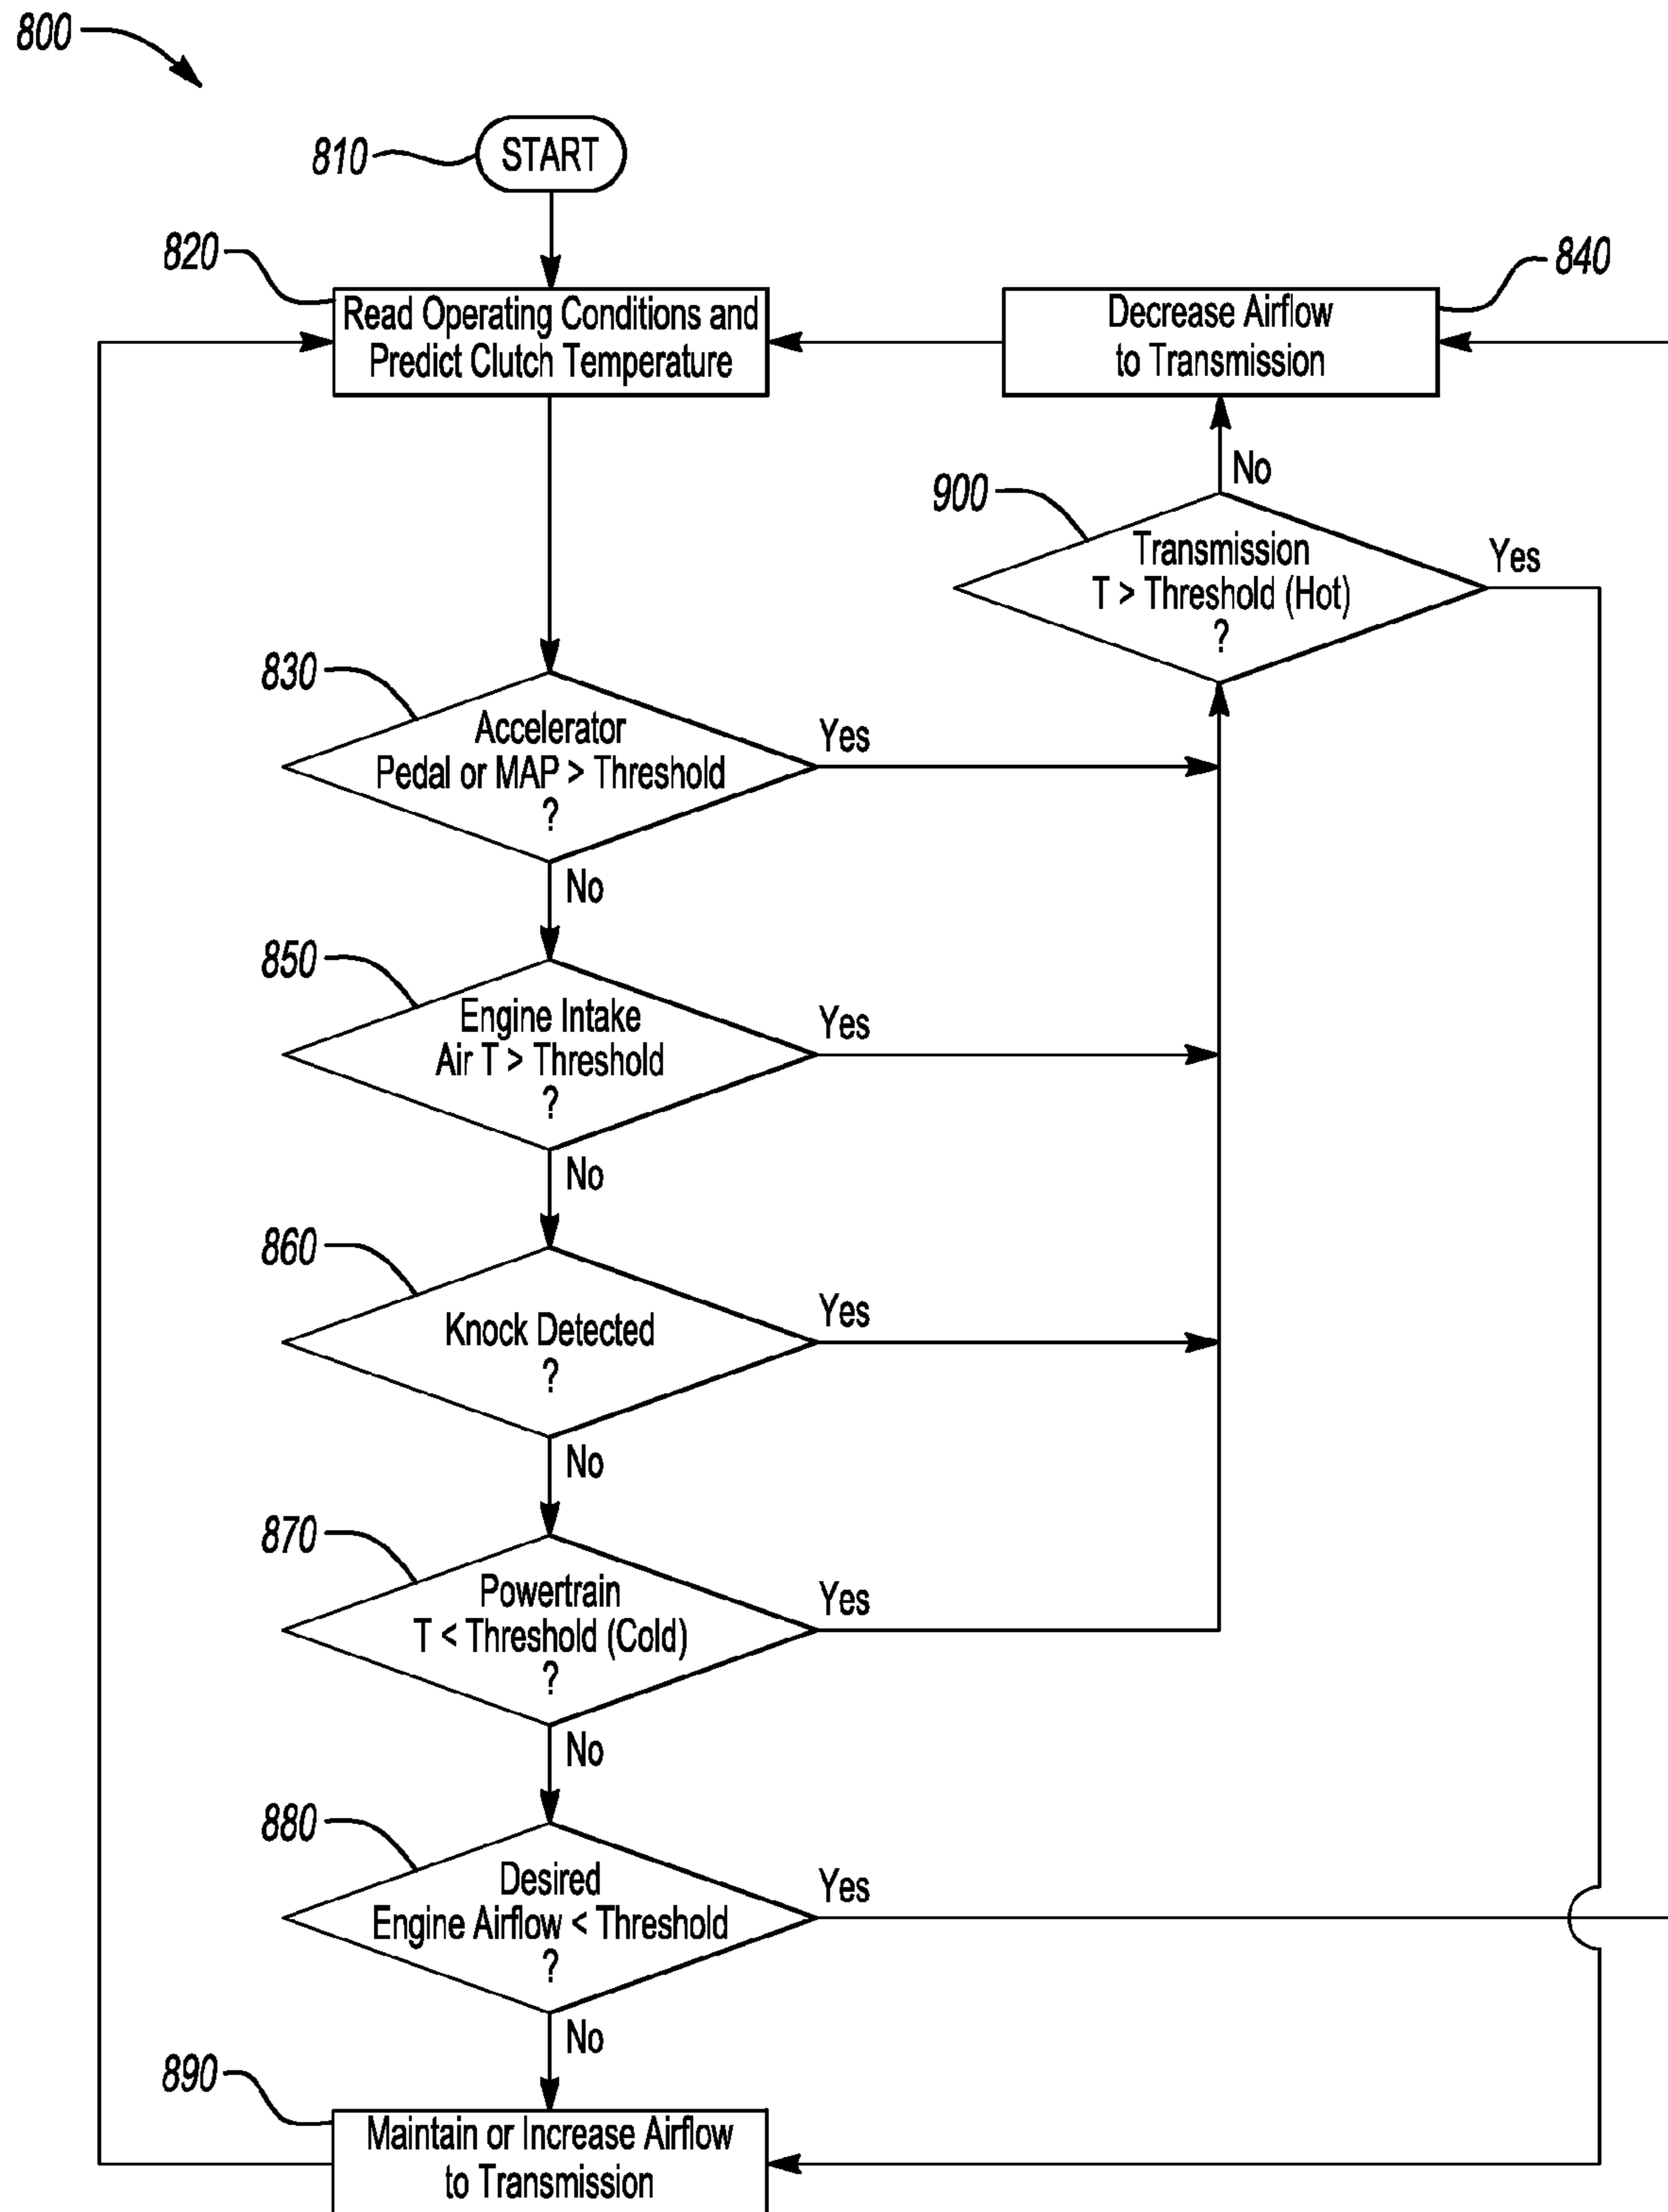 800
810
START
820
Read Operating Conditions and
Predict Clutch Temperature
Decrease Airflow
to Transmission
840
No
900
Transmission
T > Threshold (Hot)
?
Yes
830
Accelerator
Pedal or MAP > Threshold
?
Yes
No
850
Engine Intake
Air T > Threshold
?
Yes
No
860
Knock Detected
?
Yes
No
870
Powertrain
T < Threshold (Cold)
?
Yes
No
880
Desired
Engine Airflow < Threshold
?
Yes
No
890
Maintain or Increase Airflow
to Transmission